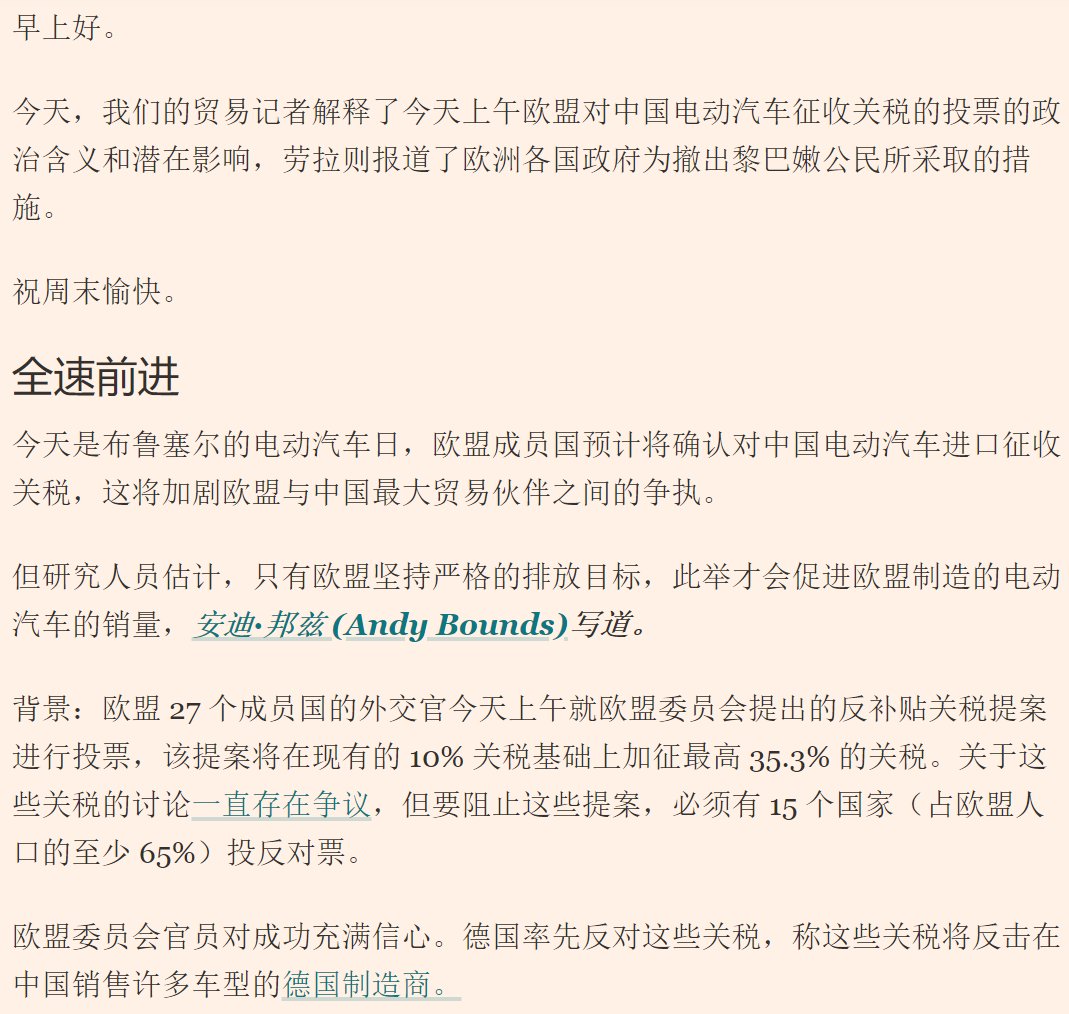 早上好。
今天，我们的贸易记者解释了今天上午欧盟对中国电动汽车征收关税的投票的政
治含义和潜在影响，劳拉则报道了欧洲各国政府为撤出黎巴嫩公民所采取的措
施。
祝周末愉快。
全速前进
今天是布鲁塞尔的电动汽车日，欧盟成员国预计将确认对中国电动汽车进口征收
关税，这将加剧欧盟与中国最大贸易伙伴之间的争执。
但研究人员估计，只有欧盟坚持严格的排放目标，此举才会促进欧盟制造的电动
汽车的销量，安迪·邦兹 (Andy Bounds)写道。
背景：欧盟 27 个成员国的外交官今天上午就欧盟委员会提出的反补贴关税提案
进行投票，该提案将在现有的 10% 关税基础上加征最高 35.3% 的关税。关于这
些关税的讨论一直存在争议，但要阻止这些提案，必须有 15 个国家（占欧盟人
口的至少 65%）投反对票。
欧盟委员会官员对成功充满信心。德国率先反对这些关税，称这些关税将反击在
中国销售许多车型的德国制造商。